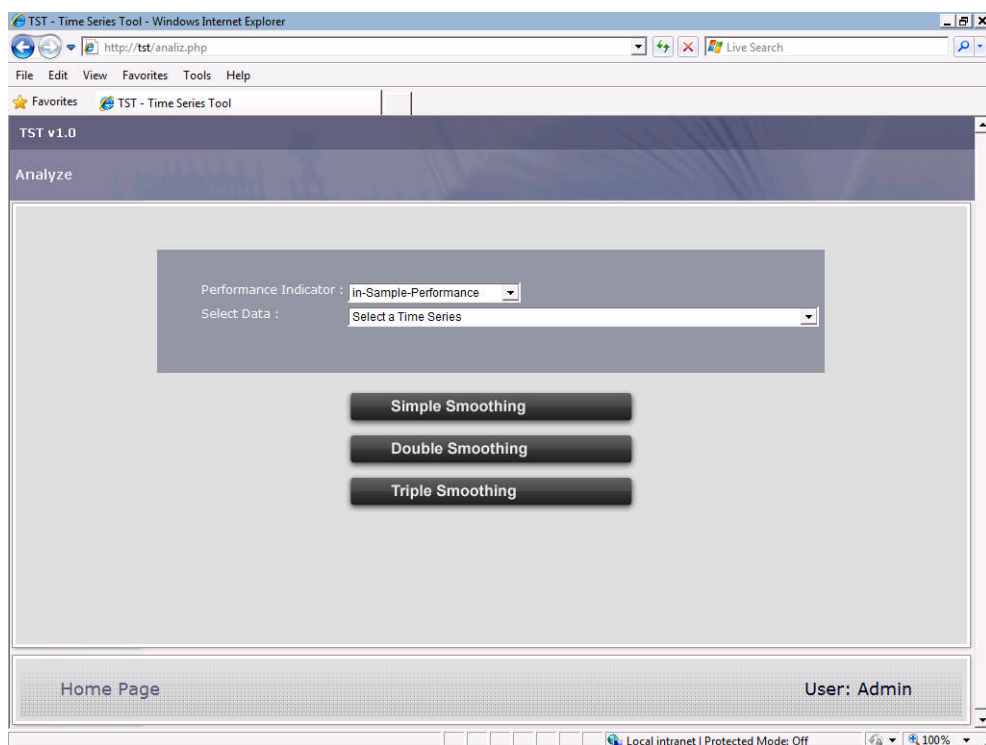 TST - Time Series Tool - Windows Internet Explorer
http://tst/analiz.php
Live Search
File Edit View Favorites Tools Help
Favorites TST - Time Series Tool
TST v1.0
Analyze
Performance Indicator : in-Sample-Performance
Select Data : Select a Time Series
Simple Smoothing
Double Smoothing
Triple Smoothing
Home Page User: Admin
Local intranet | Protected Mode: Off 100%